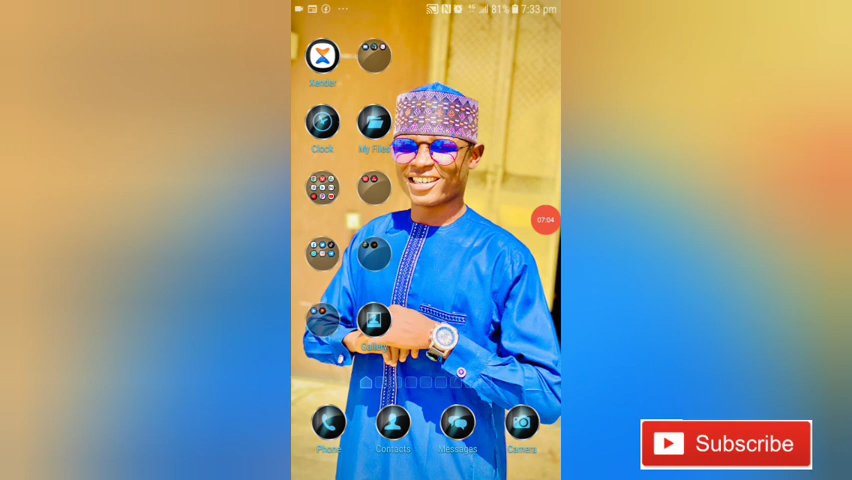 81% 7:33 pm
Xender
Clock My Files
07:04
Gallery
Phone Contacts Messages Camera
Subscribe